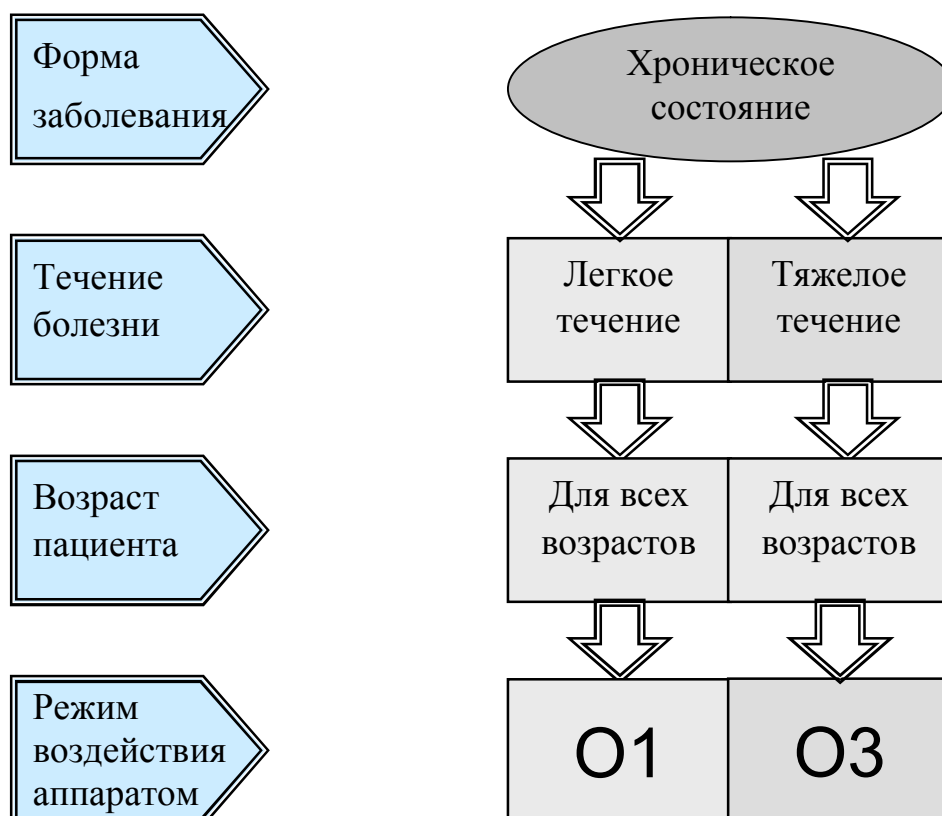 Форма
заболевания
Хроническое
состояние
Течение
болезни
Легкое
течение
Тяжелое
течение
Возраст
пациента
Для всех
возрастов
Для всех
возрастов
Режим
воздействия
аппаратом
О1
О3